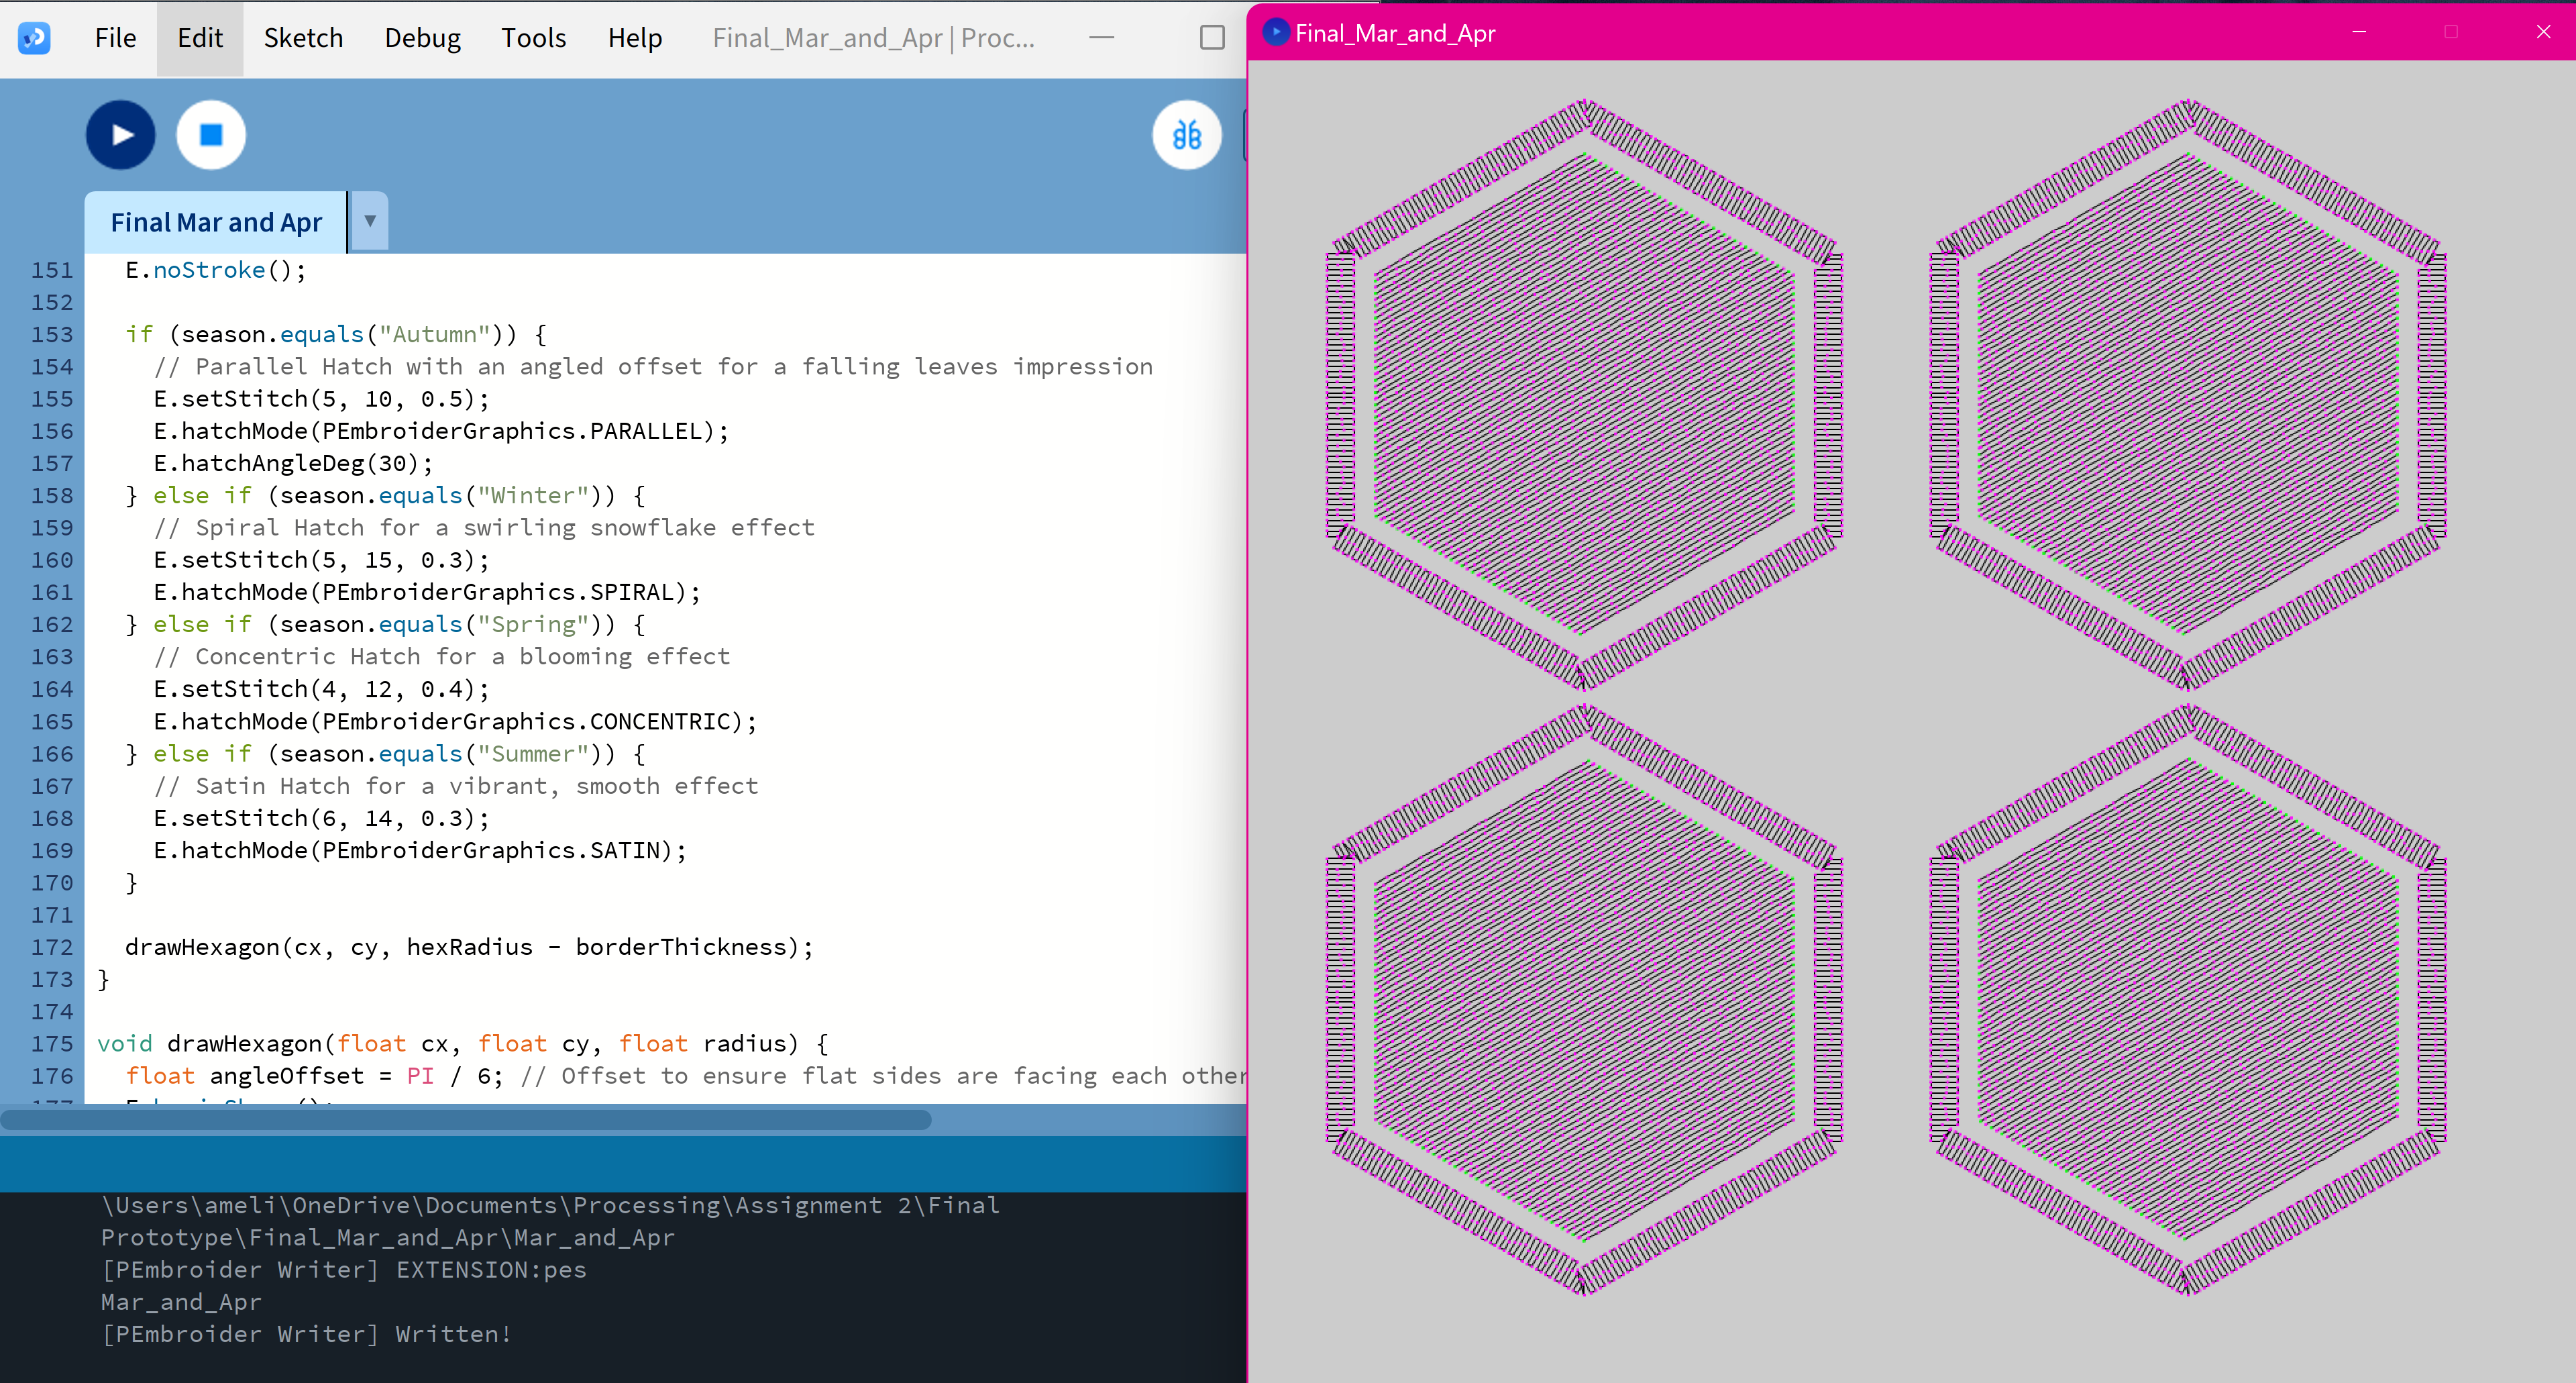 File Edit Sketch Debug Tools Help Final_Mar_and_Apr | Proc...
Final_Mar_and_Apr
Final Mar and Apr
151 E.noStroke();
152
153 if (season.equals("Autumn")) {
154 // Parallel Hatch with an angled offset for a falling leaves impression
155 E.setStitch(5, 10, 0.5);
156 E.hatchMode(PEmbroiderGraphics.PARALLEL);
157 E.hatchAngleDeg(30);
158 } else if (season.equals("Winter")) {
159 // Spiral Hatch for a swirling snowflake effect
160 E.setStitch(5, 15, 0.3);
161 E.hatchMode(PEmbroiderGraphics.SPIRAL);
162 } else if (season.equals("Spring")) {
163 // Concentric Hatch for a blooming effect
164 E.setStitch(4, 12, 0.4);
165 E.hatchMode(PEmbroiderGraphics.CONCENTRIC);
166 } else if (season.equals("Summer")) {
167 // Satin Hatch for a vibrant, smooth effect
168 E.setStitch(6, 14, 0.3);
169 E.hatchMode(PEmbroiderGraphics.SATIN);
170 }
171
172 drawHexagon(cx, cy, hexRadius - borderThickness);
173 }
174
175 void drawHexagon(float cx, float cy, float radius) {
176 float angleOffset = PI / 6; // Offset to ensure flat sides are facing each other
\Users\ameli\OneDrive\Documents\Processing\Assignment 2\Final
Prototype\Final_Mar_and_Apr\Mar_and_Apr
[PEmbroider Writer] EXTENSION:pes
Mar_and_Apr
[PEmbroider Writer] Written!